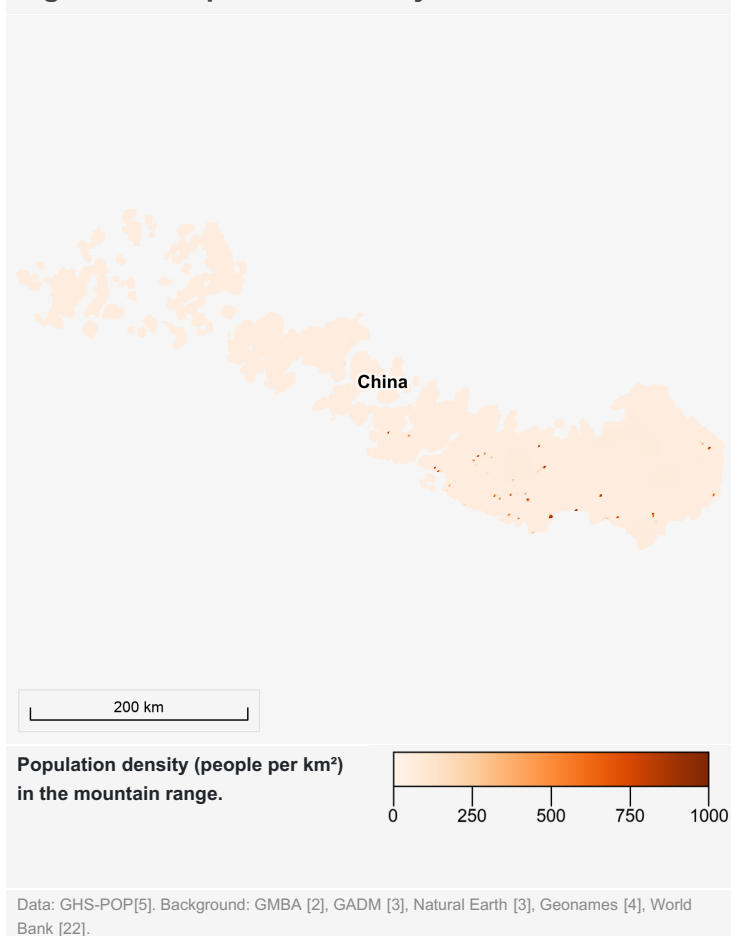 China
200 km
Population density (people per km²)
in the mountain range.
0 250 500 750 1000
Data: GHS-POP[5]. Background: GMBA [2], GADM [3], Natural Earth [3], Geonames [4], World
Bank [22].